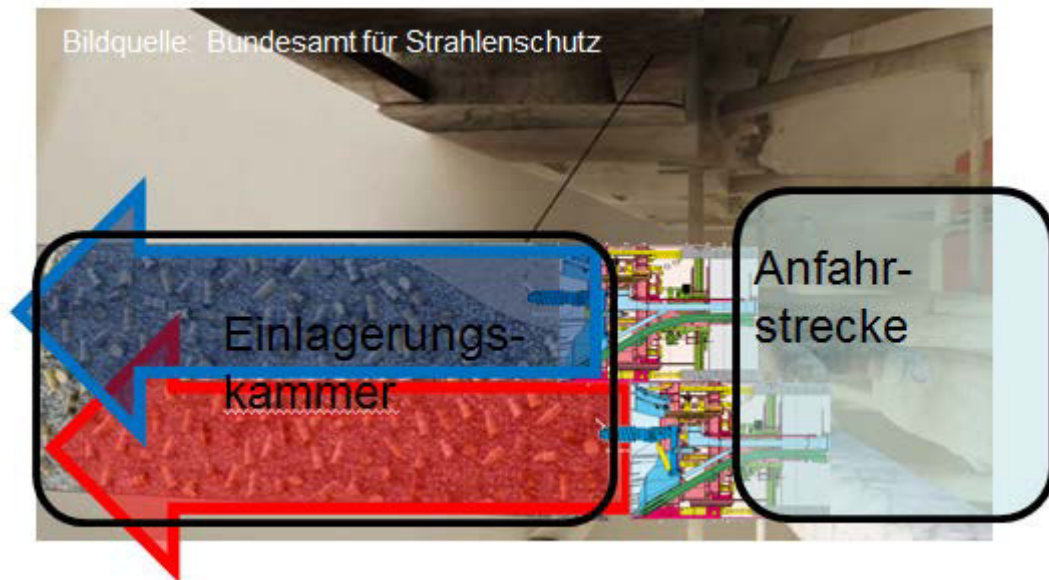 Bildquelle: Bundesamt für Strahlenschutz
Anfahr-
strecke
Einlagerungs-
kammer